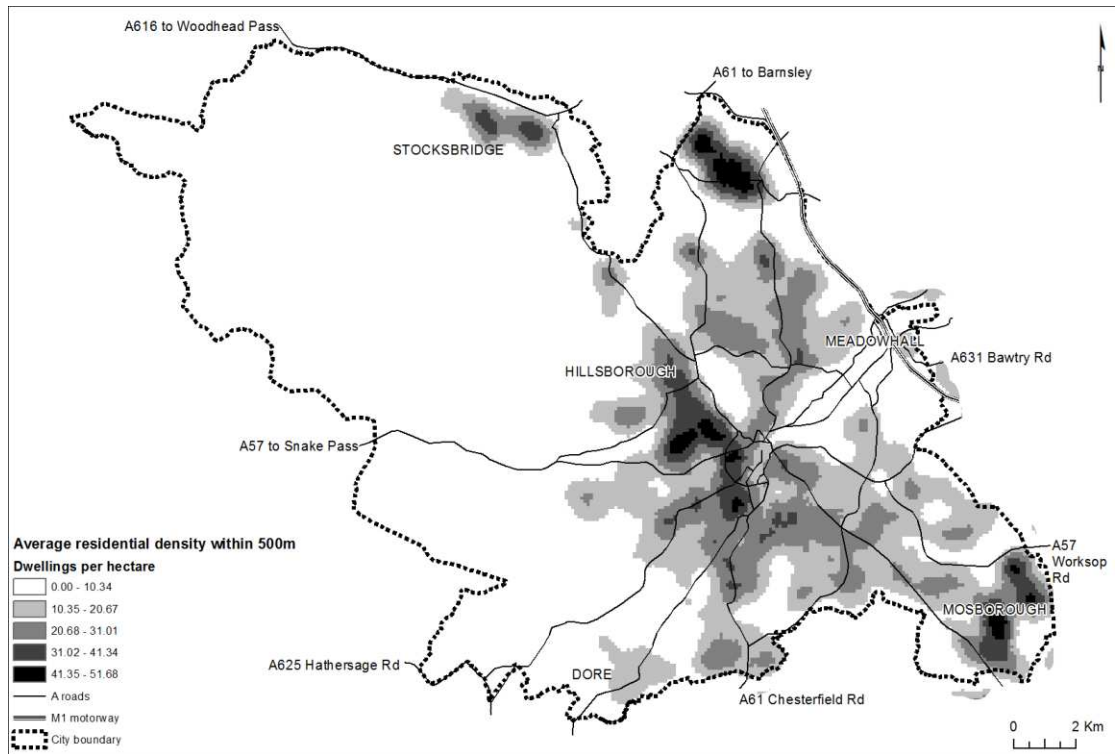 A616 to Woodhead Pass
A61 to Barnsley
N
STOCKSBRIDGE
MEADOWHALL
HILLSBOROUGH
A631 Bawtry Rd
A57 to Snake Pass
Average residential density within 500m
Dwellings per hectare
0.00 - 10.34
10.35 - 20.67
20.68 - 31.01
31.02 - 41.34
41.35 - 51.68
A roads
M1 motorway
City boundary
A57
Worksop
Rd
MOSBOROUGH
A625 Hathersage Rd
DORE
A61 Chesterfield Rd
0 2 Km